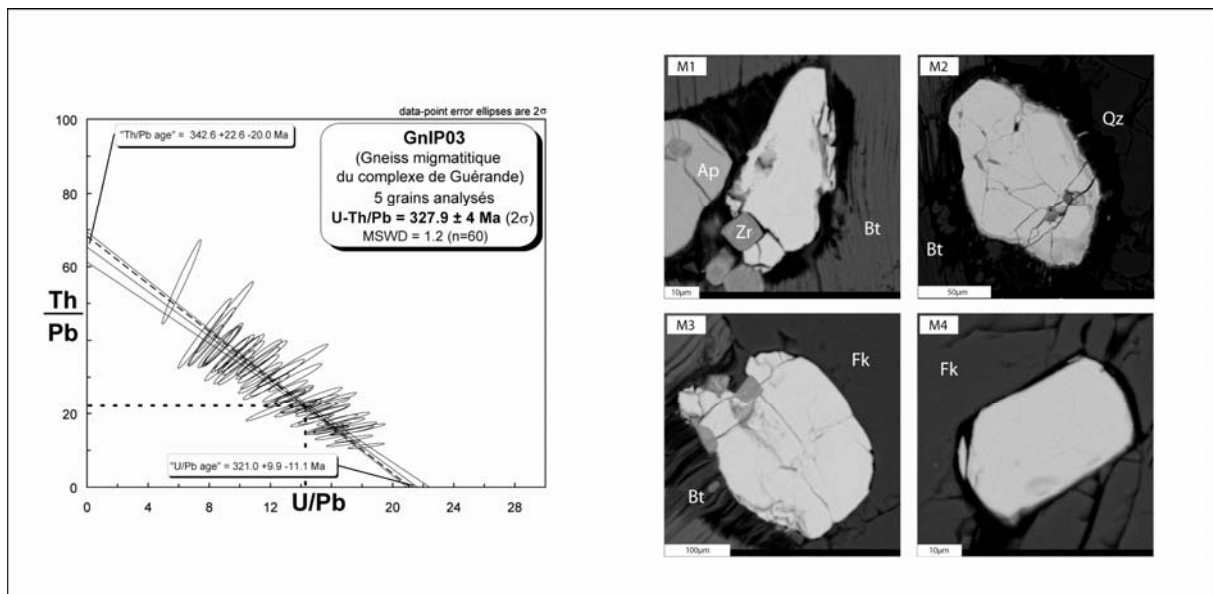 data-point error ellipses are 2σ
100
80
60
40
20
0
Th
Pb
"Th/Pb age" = 342.6 +22.6 -20.0 Ma
GnIP03
(Gneiss migmatitique
du complexe de Guérande)
5 grains analysés
U-Th/Pb = 327.9 ± 4 Ma (2σ)
MSWD = 1.2 (n=60)
"U/Pb age" = 321.0 +9.9 -11.1 Ma
0 4 8 12 16 20 24 28
U/Pb
M1
Ap
Zr
Bt
10µm
M2
Qz
Bt
50µm
M3
Fk
Bt
100µm
M4
Fk
10µm